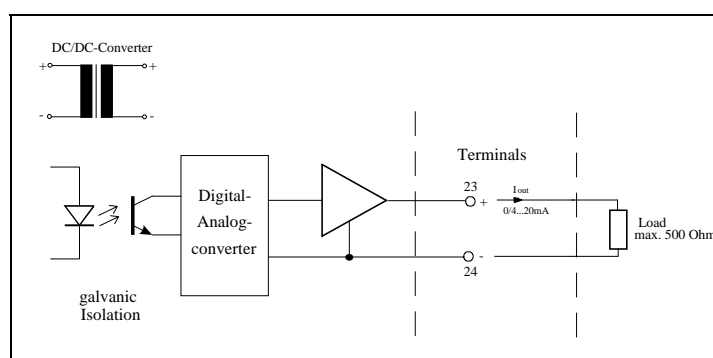 DC/DC-Converter
+ +
- -
Terminals
Digital-
Analog-
converter
23
+
Iout
0/4...20mA
Load
max. 500 Ohm
-
24
galvanic
Isolation